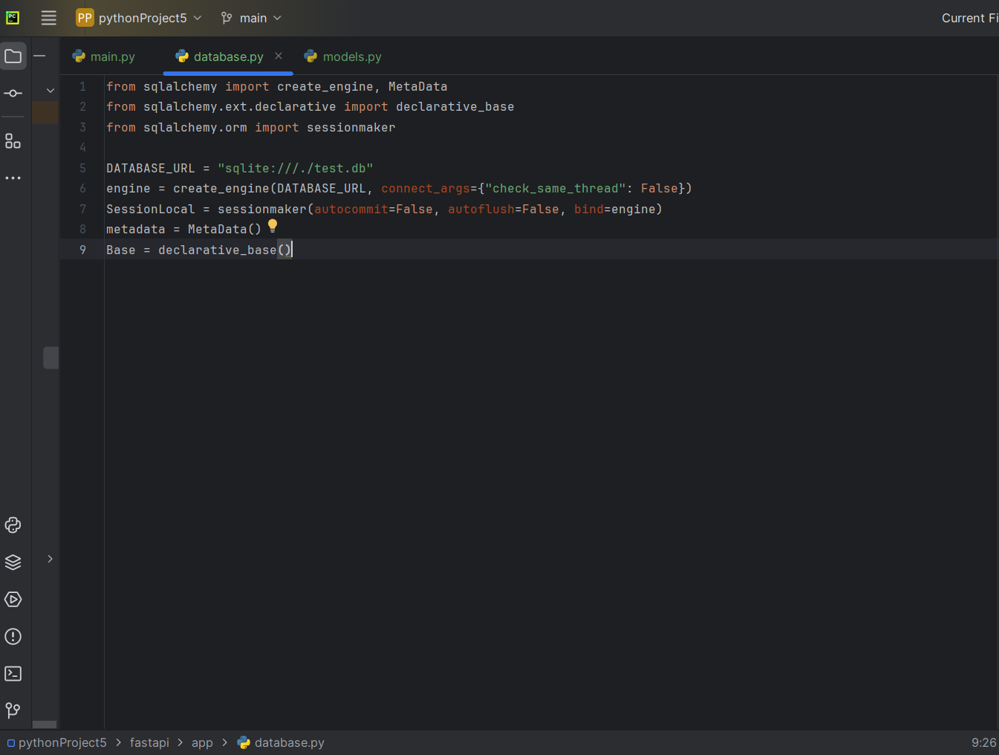 PC
PP pythonProject5 main Current Fi
main.py database.py models.py
1 from sqlalchemy import create_engine, MetaData
2 from sqlalchemy.ext.declarative import declarative_base
3 from sqlalchemy.orm import sessionmaker
4
5 DATABASE_URL = "sqlite:///./test.db"
6 engine = create_engine(DATABASE_URL, connect_args={"check_same_thread": False})
7 SessionLocal = sessionmaker(autocommit=False, autoflush=False, bind=engine)
8 metadata = MetaData()
9 Base = declarative_base()
pythonProject5 > fastapi > app > database.py 9:26